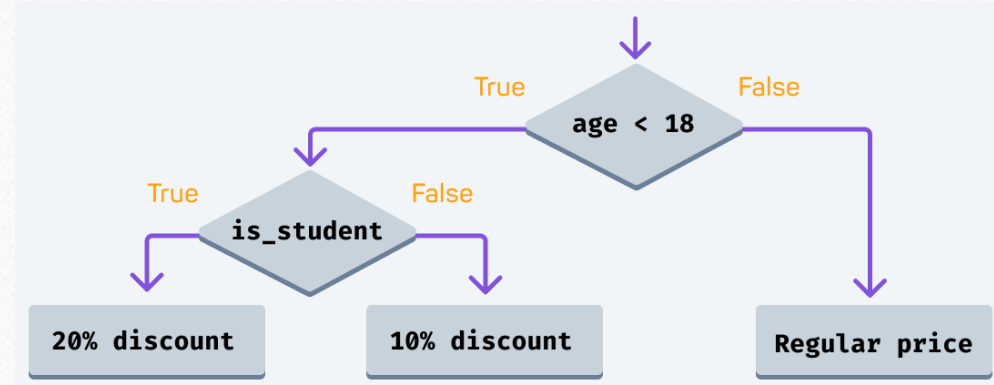 True
False
age < 18
True
False
is_student
20% discount
10% discount
Regular price